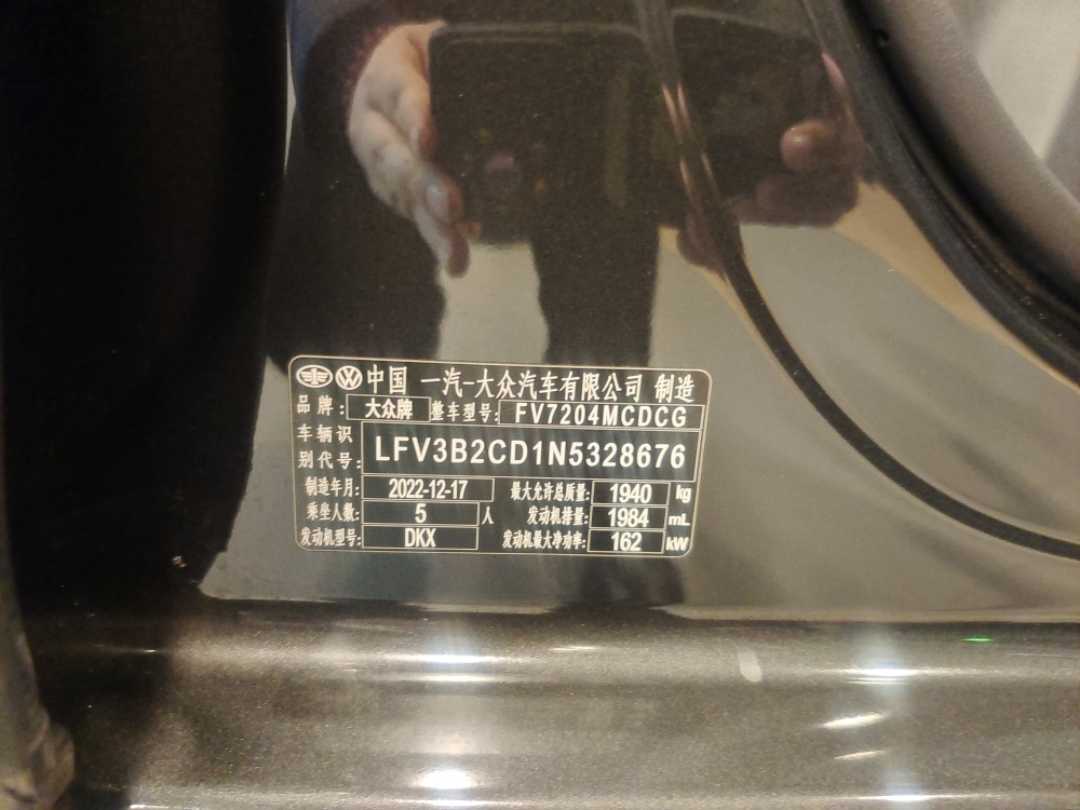 中国 一汽-大众汽车有限公司 制造
品牌: 大众牌 整车型号: FV7204MCDCG
车辆识别代号: LFV3B2CD1N5328676
制造年月: 2022-12-17 最大允许总质量: 1940 kg
乘坐人数: 5 人 发动机排量: 1984 mL
发动机型号: DKX 发动机最大净功率: 162 kW